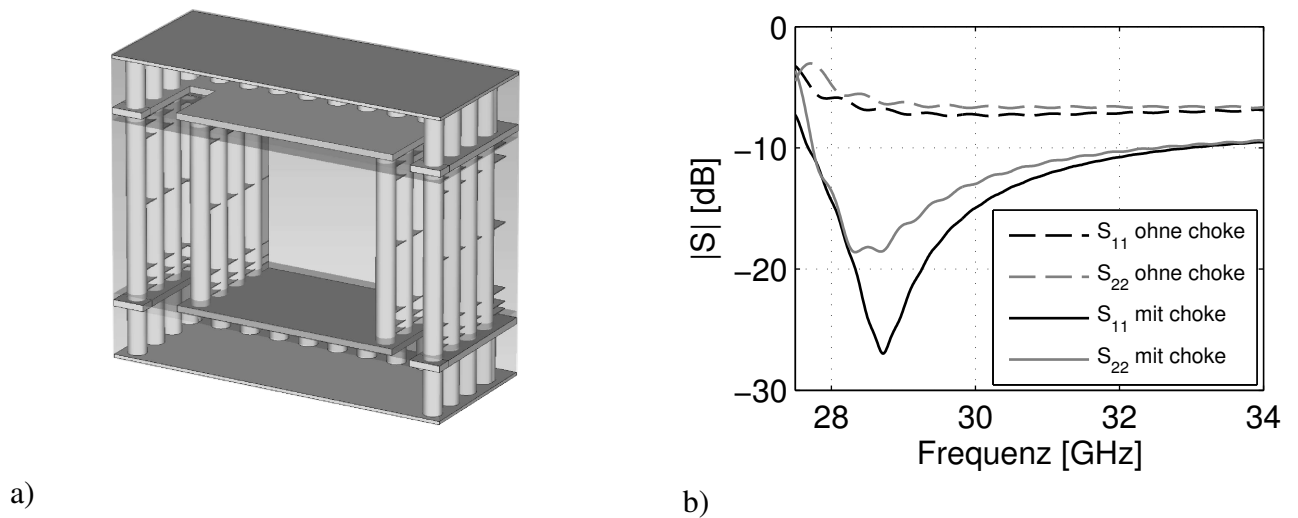 0
−10
−20
−30
|S| [dB]
28
30
32
34
Frequenz [GHz]
S11 ohne choke
S22 ohne choke
S11 mit choke
S22 mit choke
a)
b)